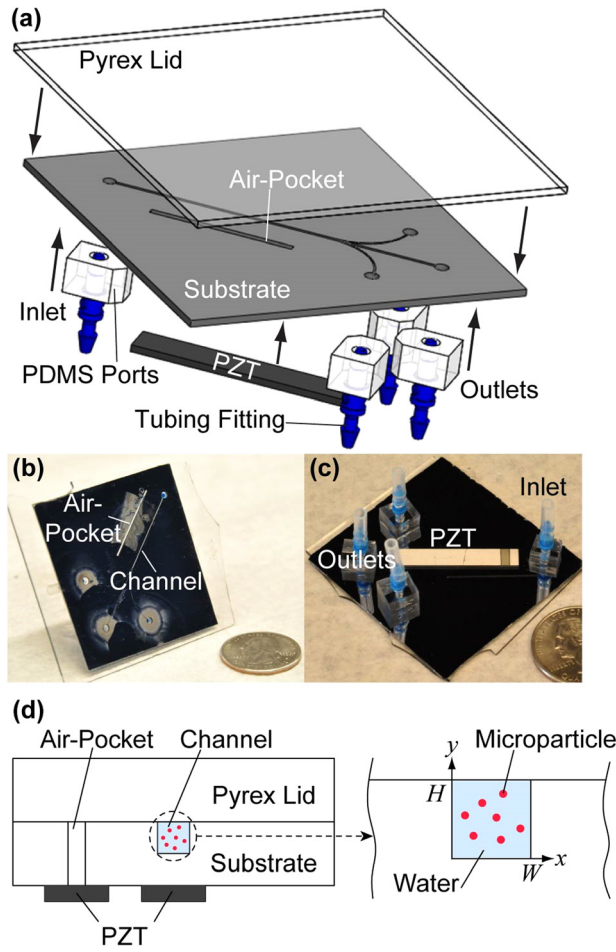 (a)
Pyrex Lid
Air-Pocket
Substrate
Inlet
PDMS Ports
PZT
Outlets
Tubing Fitting
(b)
Air-
Pocket
Channel
(c)
Inlet
PZT
Outlets
(d)
Air-Pocket
Channel
Pyrex Lid
Substrate
PZT
y
Microparticle
H
Water
W
x